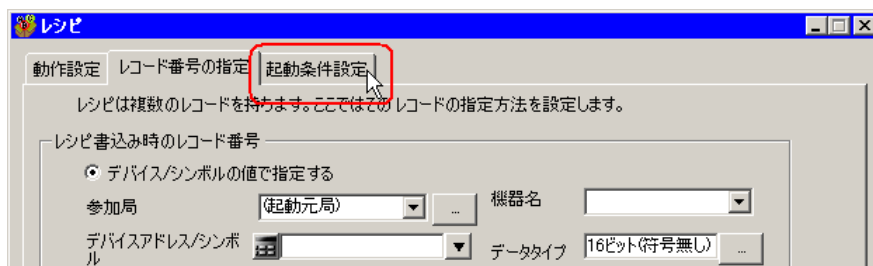 レシピ
動作設定 レコード番号の指定 起動条件設定
レシピは複数のレコードを持ちます。ここではそのレコードの指定方法を設定します。
レシピ書込み時のレコード番号
デバイス/シンボルの値で指定する
参加局 (起動元局) ... 機器名
デバイスアドレス/シンボ
ル
データタイプ 16ビット(符号無し) ...